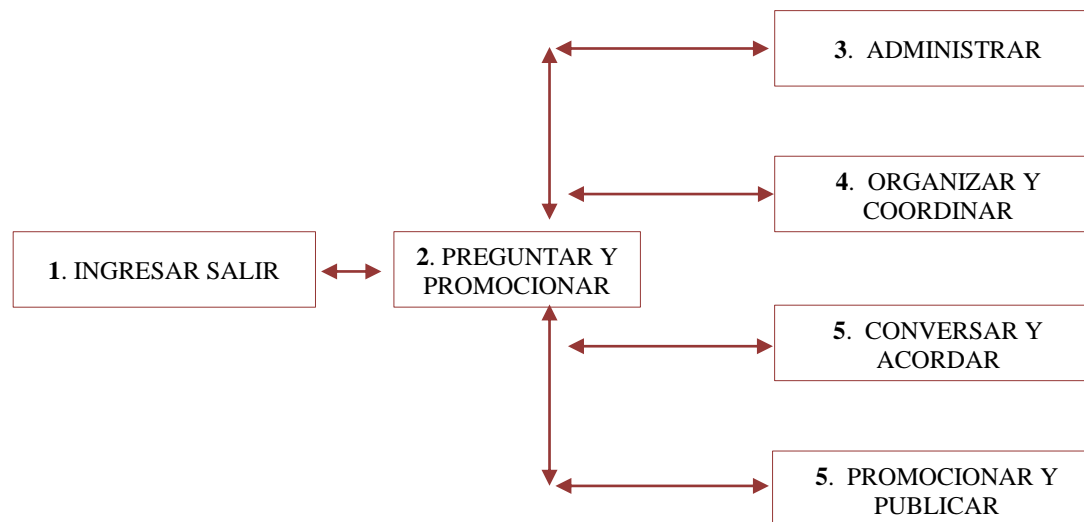 1. INGRESAR SALIR
2. PREGUNTAR Y
PROMOCIONAR
3. ADMINISTRAR
4. ORGANIZAR Y
COORDINAR
5. CONVERSAR Y
ACORDAR
5. PROMOCIONAR Y
PUBLICAR